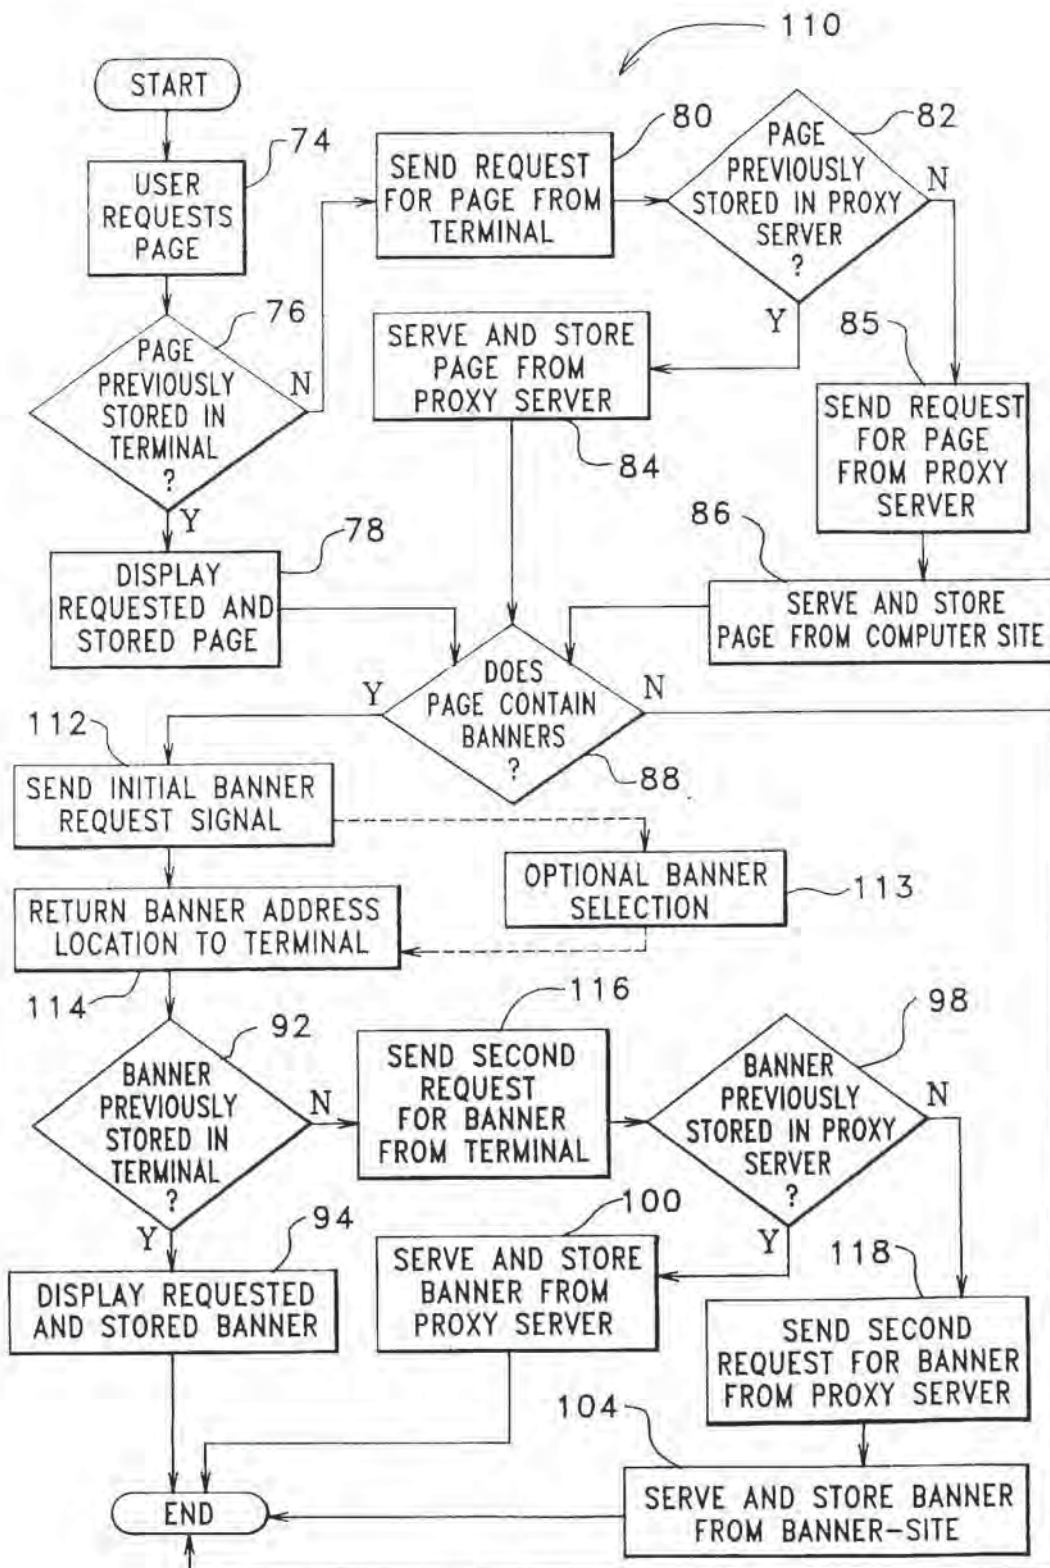 110
START
74
USER
REQUESTS
PAGE
80
SEND REQUEST
FOR PAGE FROM
TERMINAL
82
PAGE
PREVIOUSLY
STORED IN PROXY
SERVER
?
N
Y
76
PAGE
PREVIOUSLY
STORED IN
TERMINAL
?
N
Y
SERVE AND STORE
PAGE FROM
PROXY SERVER
84
85
SEND REQUEST
FOR PAGE
FROM PROXY
SERVER
78
DISPLAY
REQUESTED AND
STORED PAGE
86
SERVE AND STORE
PAGE FROM COMPUTER SITE
DOES
PAGE CONTAIN
BANNERS
?
Y
N
88
112
SEND INITIAL BANNER
REQUEST SIGNAL
OPTIONAL BANNER
SELECTION
113
RETURN BANNER ADDRESS
LOCATION TO TERMINAL
114
92
BANNER
PREVIOUSLY
STORED IN
TERMINAL
?
N
Y
116
SEND SECOND
REQUEST
FOR BANNER
FROM TERMINAL
98
BANNER
PREVIOUSLY
STORED IN PROXY
SERVER
?
N
Y
94
DISPLAY REQUESTED
AND STORED BANNER
100
SERVE AND STORE
BANNER FROM
PROXY SERVER
118
SEND SECOND
REQUEST FOR BANNER
FROM PROXY SERVER
104
SERVE AND STORE BANNER
FROM BANNER-SITE
END